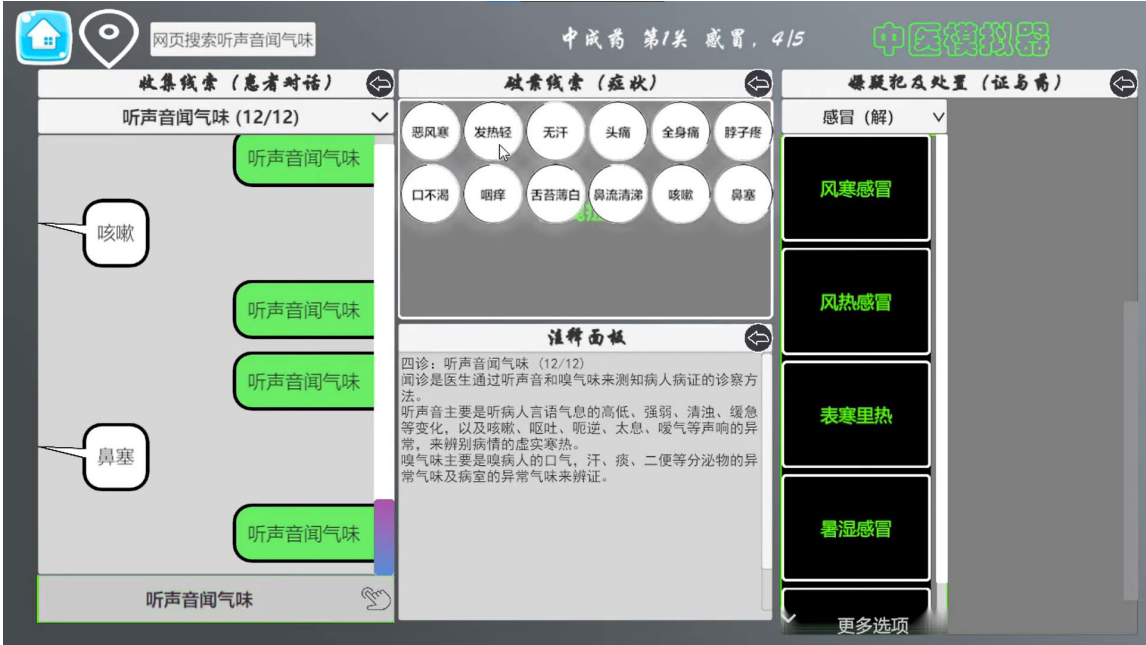 网页搜索听声音闻气味
中成药 第1关 感冒，4/5
中医模拟器
收集线索（患者对话）
破案线索（症状）
嫌疑犯及处置（证与药）
听声音闻气味 (12/12)
听声音闻气味
咳嗽
听声音闻气味
听声音闻气味
鼻塞
听声音闻气味
听声音闻气味
恶风寒
发热轻
无汗
头痛
全身痛
脖子疼
口不渴
咽痒
舌苔薄白
鼻流清涕
咳嗽
鼻塞
注释面板
四诊：听声音闻气味 (12/12)
闻诊是医生通过听声音和嗅气味来测知病人病证的诊察方
法。
听声音主要是听病人言语气息的高低、强弱、清浊、缓急
等变化，以及咳嗽、呕吐、呃逆、太息、嗳气等声响的异
常，来辨别病情的虚实寒热。
嗅气味主要是嗅病人的口气，汗、痰、二便等分泌物的异
常气味及病室的异常气味来辨证。
感冒（解）
风寒感冒
风热感冒
表寒里热
暑湿感冒
更多选项